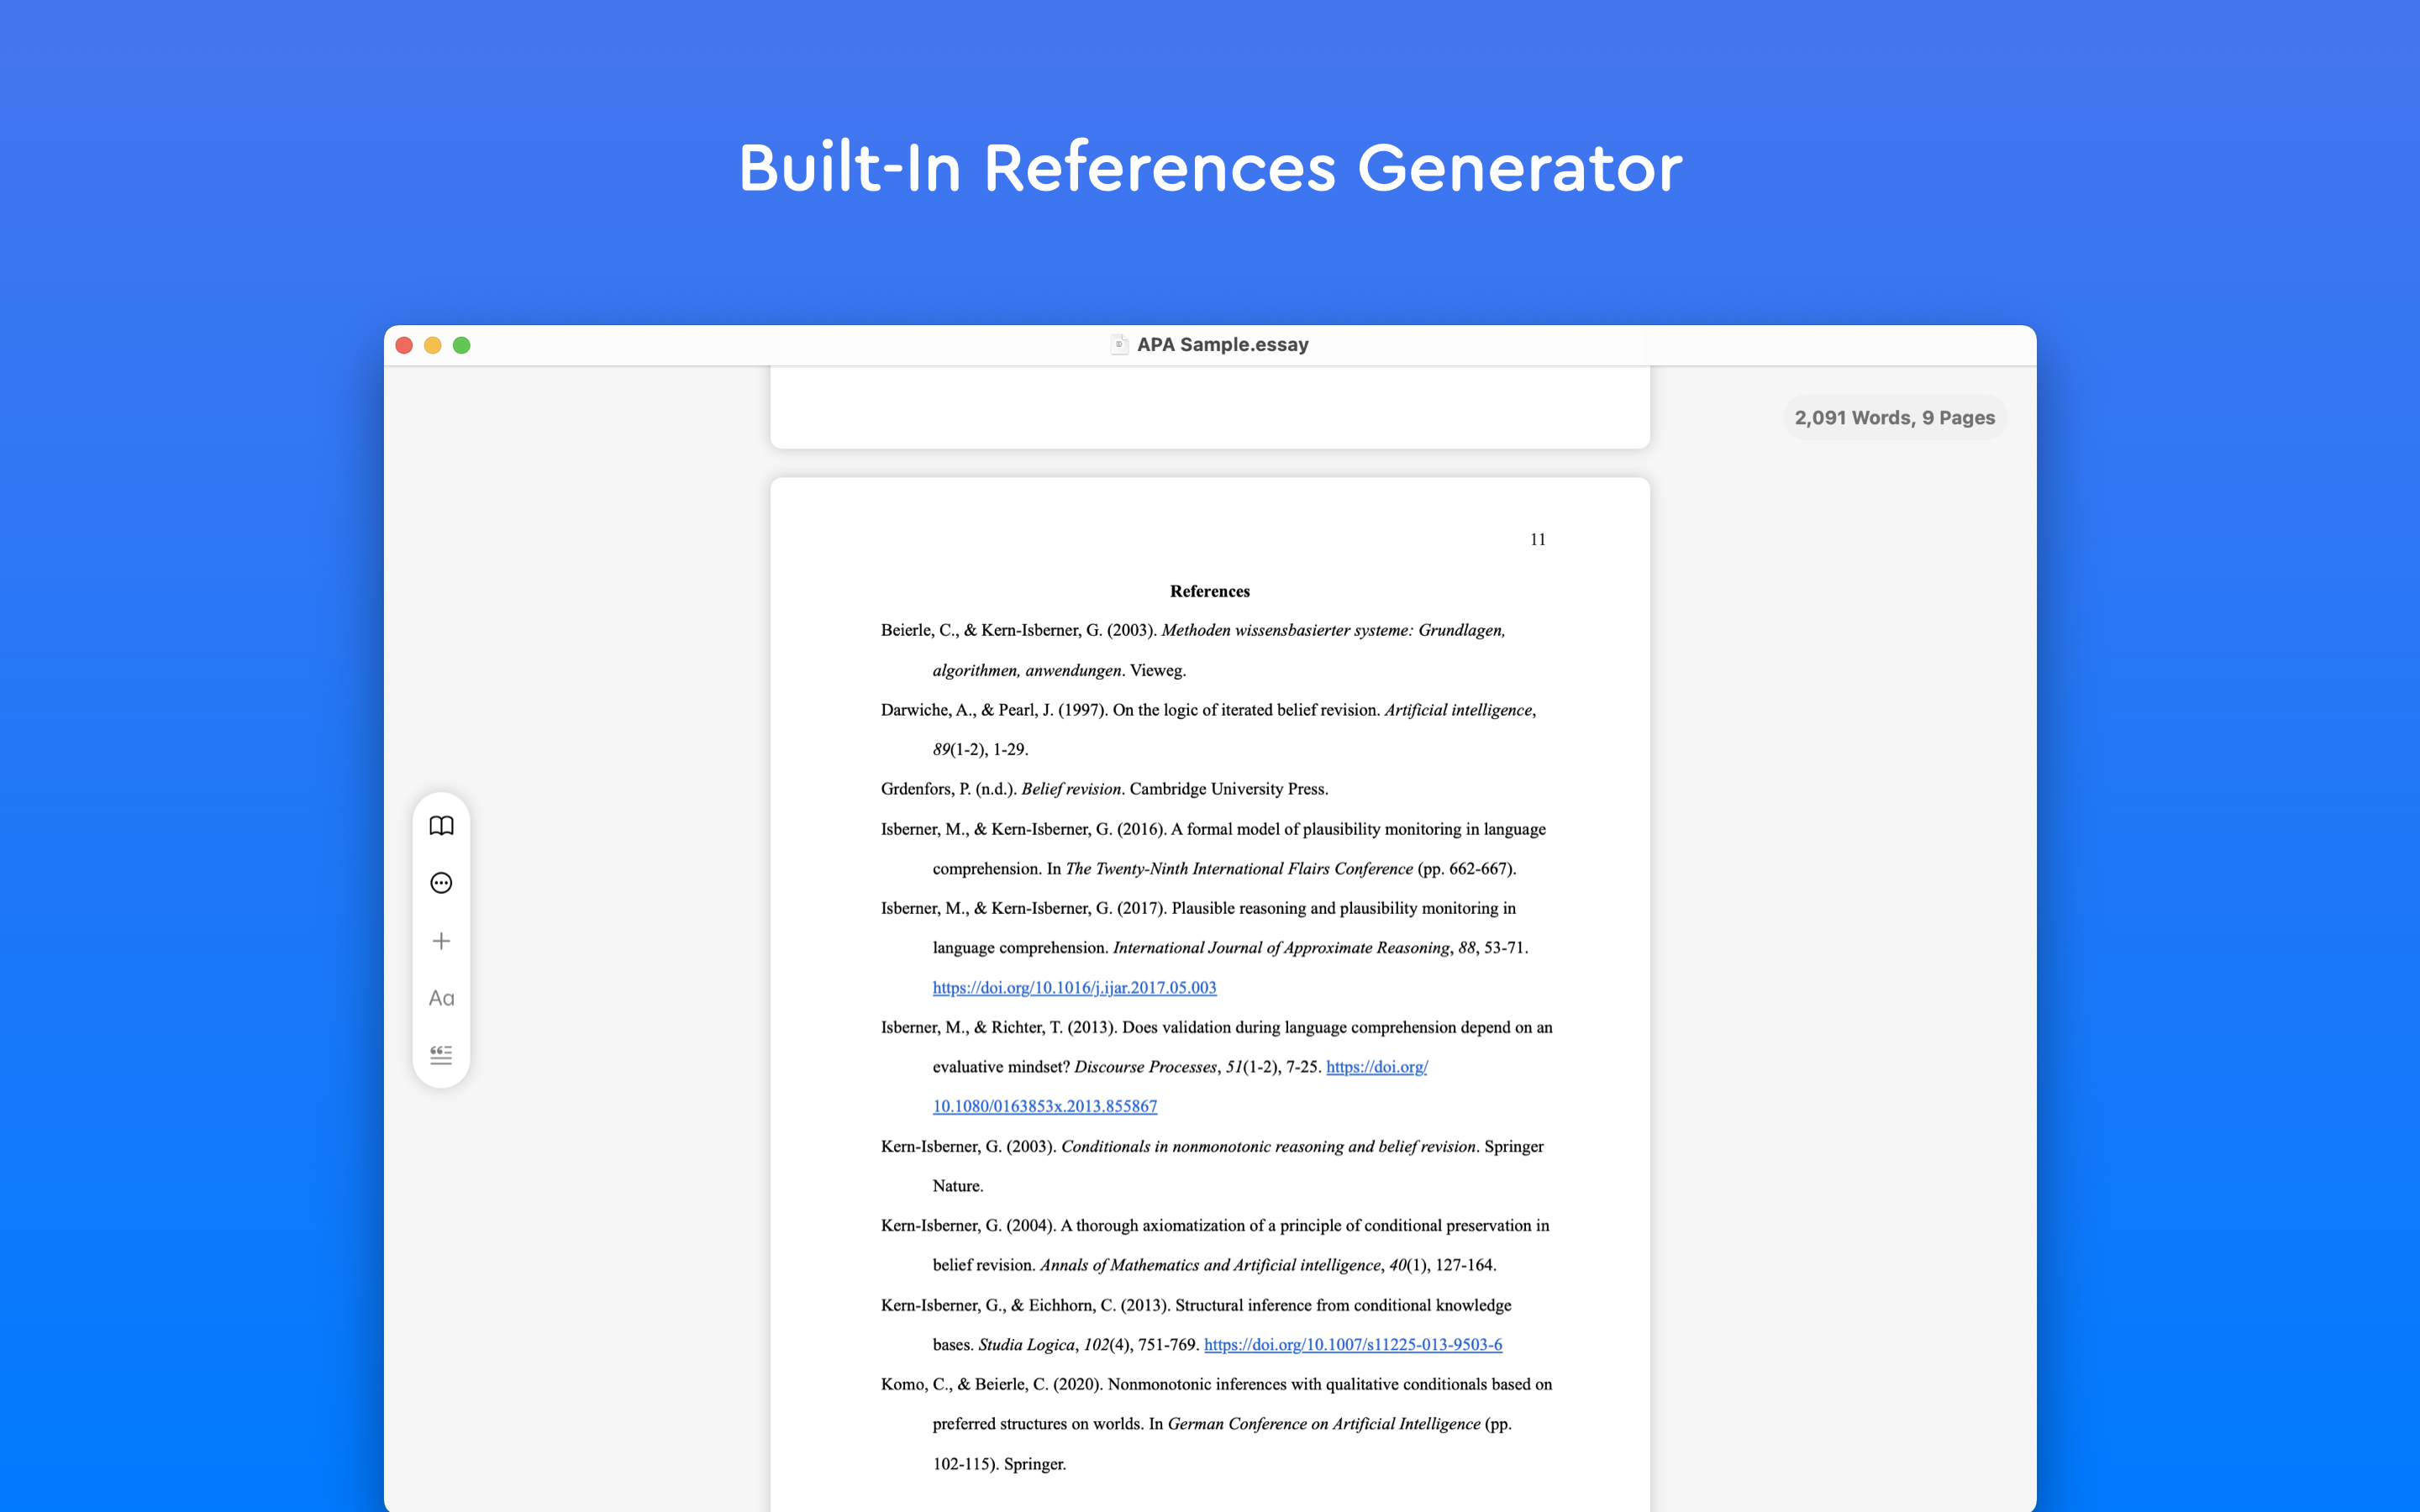 Built-In References Generator
APA Sample.essay
2,091 Words, 9 Pages
11
References
Beierle, C., & Kern-Isberner, G. (2003). Methoden wissensbasierter systeme: Grundlagen,
algorithmen, anwendungen. Vieweg.
Darwiche, A., & Pearl, J. (1997). On the logic of iterated belief revision. Artificial intelligence,
89(1-2), 1-29.
Grdenfors, P. (n.d.). Belief revision. Cambridge University Press.
Isberner, M., & Kern-Isberner, G. (2016). A formal model of plausibility monitoring in language
comprehension. In The Twenty-Ninth International Flairs Conference (pp. 662-667).
Isberner, M., & Kern-Isberner, G. (2017). Plausible reasoning and plausibility monitoring in
language comprehension. International Journal of Approximate Reasoning, 88, 53-71.
https://doi.org/10.1016/j.ijar.2017.05.003
Isberner, M., & Richter, T. (2013). Does validation during language comprehension depend on an
evaluative mindset? Discourse Processes, 51(1-2), 7-25. https://doi.org/
10.1080/0163853x.2013.855867
Kern-Isberner, G. (2003). Conditionals in nonmonotonic reasoning and belief revision. Springer
Nature.
Kern-Isberner, G. (2004). A thorough axiomatization of a principle of conditional preservation in
belief revision. Annals of Mathematics and Artificial intelligence, 40(1), 127-164.
Kern-Isberner, G., & Eichhorn, C. (2013). Structural inference from conditional knowledge
bases. Studia Logica, 102(4), 751-769. https://doi.org/10.1007/s11225-013-9503-6
Komo, C., & Beierle, C. (2020). Nonmonotonic inferences with qualitative conditionals based on
preferred structures on worlds. In German Conference on Artificial Intelligence (pp.
102-115). Springer.
Aa